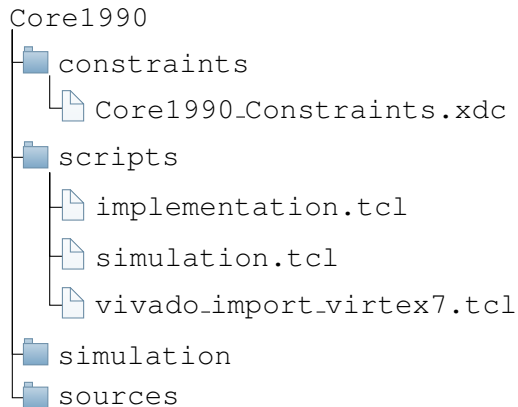 Core1990
constraints
Core1990_Constraints.xdc
scripts
implementation.tcl
simulation.tcl
vivado_import_virtex7.tcl
simulation
sources